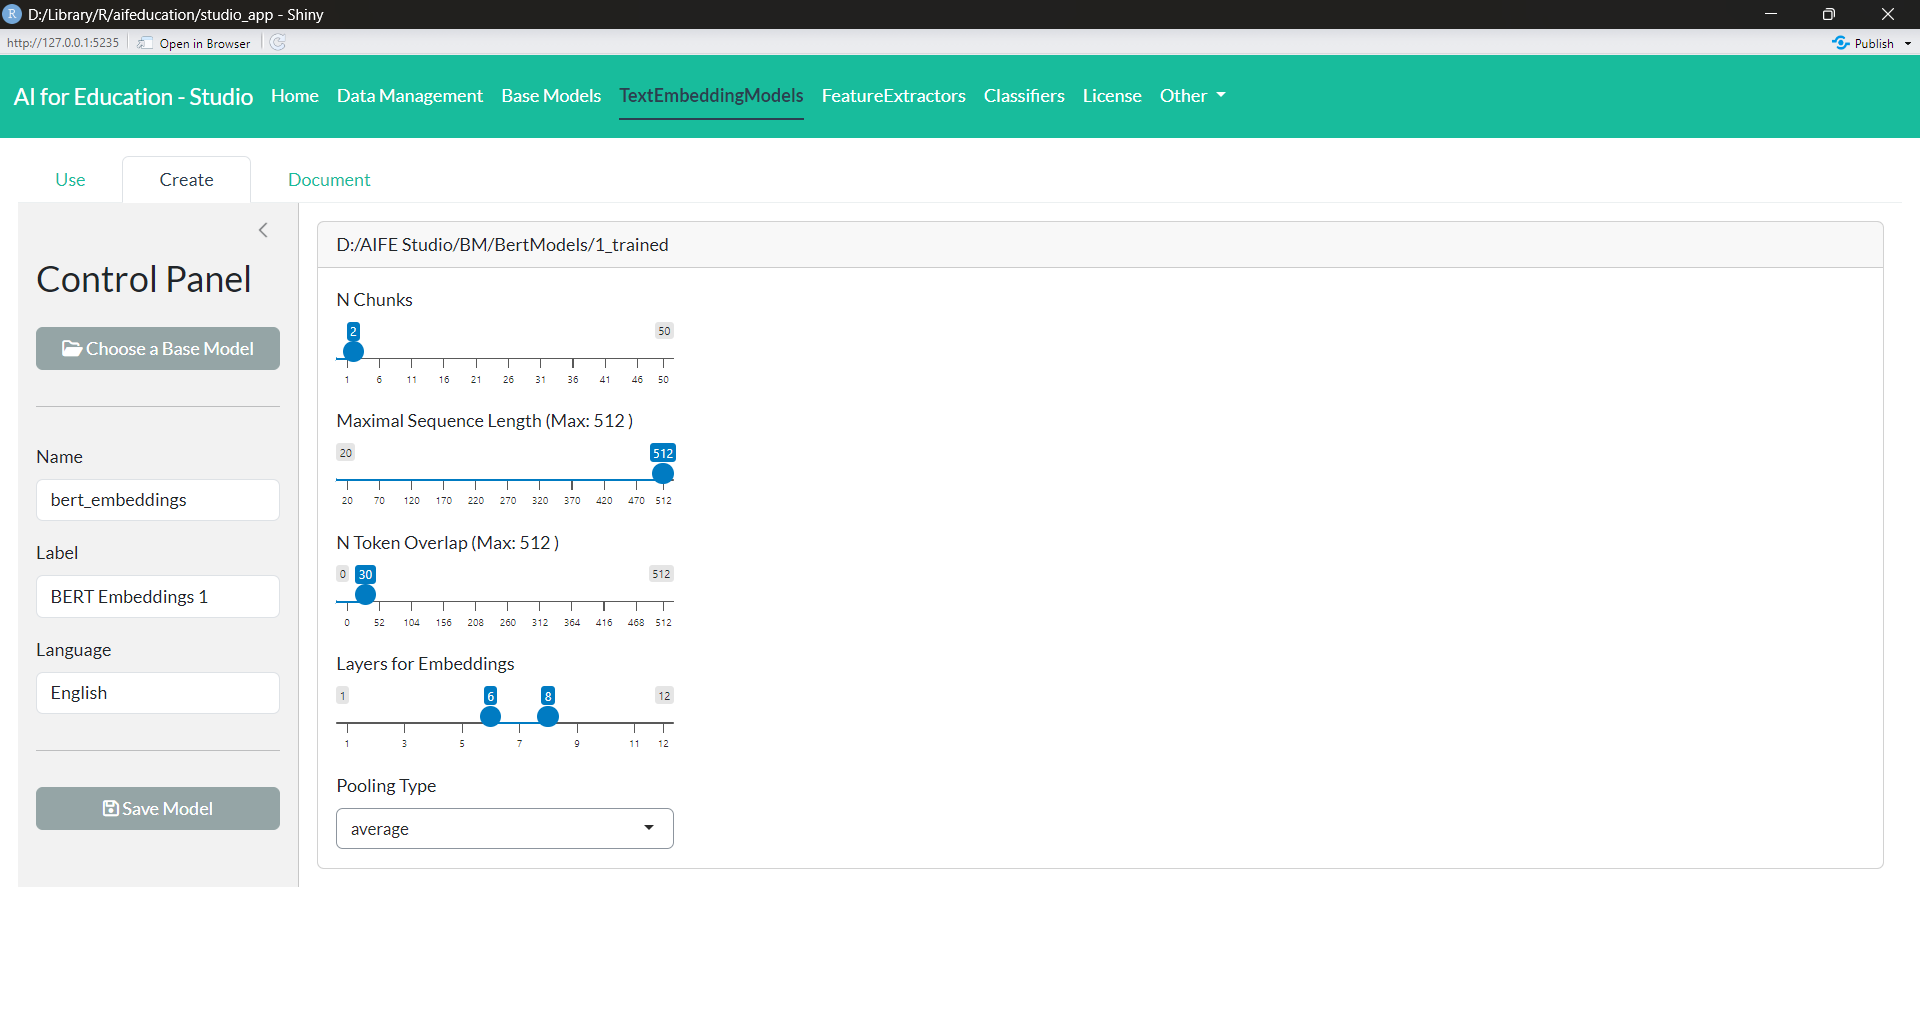 R D:/Library/R/aifeducation/studio_app - Shiny
http://127.0.0.1:5235 Open in Browser Publish
AI for Education - Studio Home Data Management Base Models TextEmbeddingModels FeatureExtractors Classifiers License Other
Use Create Document
Control Panel
Choose a Base Model
Name
bert_embeddings
Label
BERT Embeddings 1
Language
English
Save Model
D:/AIFE Studio/BM/BertModels/1_trained
N Chunks
2 50
1 6 11 16 21 26 31 36 41 46 50
Maximal Sequence Length (Max: 512 )
20 512
20 70 120 170 220 270 320 370 420 470 512
N Token Overlap (Max: 512 )
0 30 512
0 52 104 156 208 260 312 364 416 468 512
Layers for Embeddings
1 6 8 12
1 3 5 7 9 11 12
Pooling Type
average